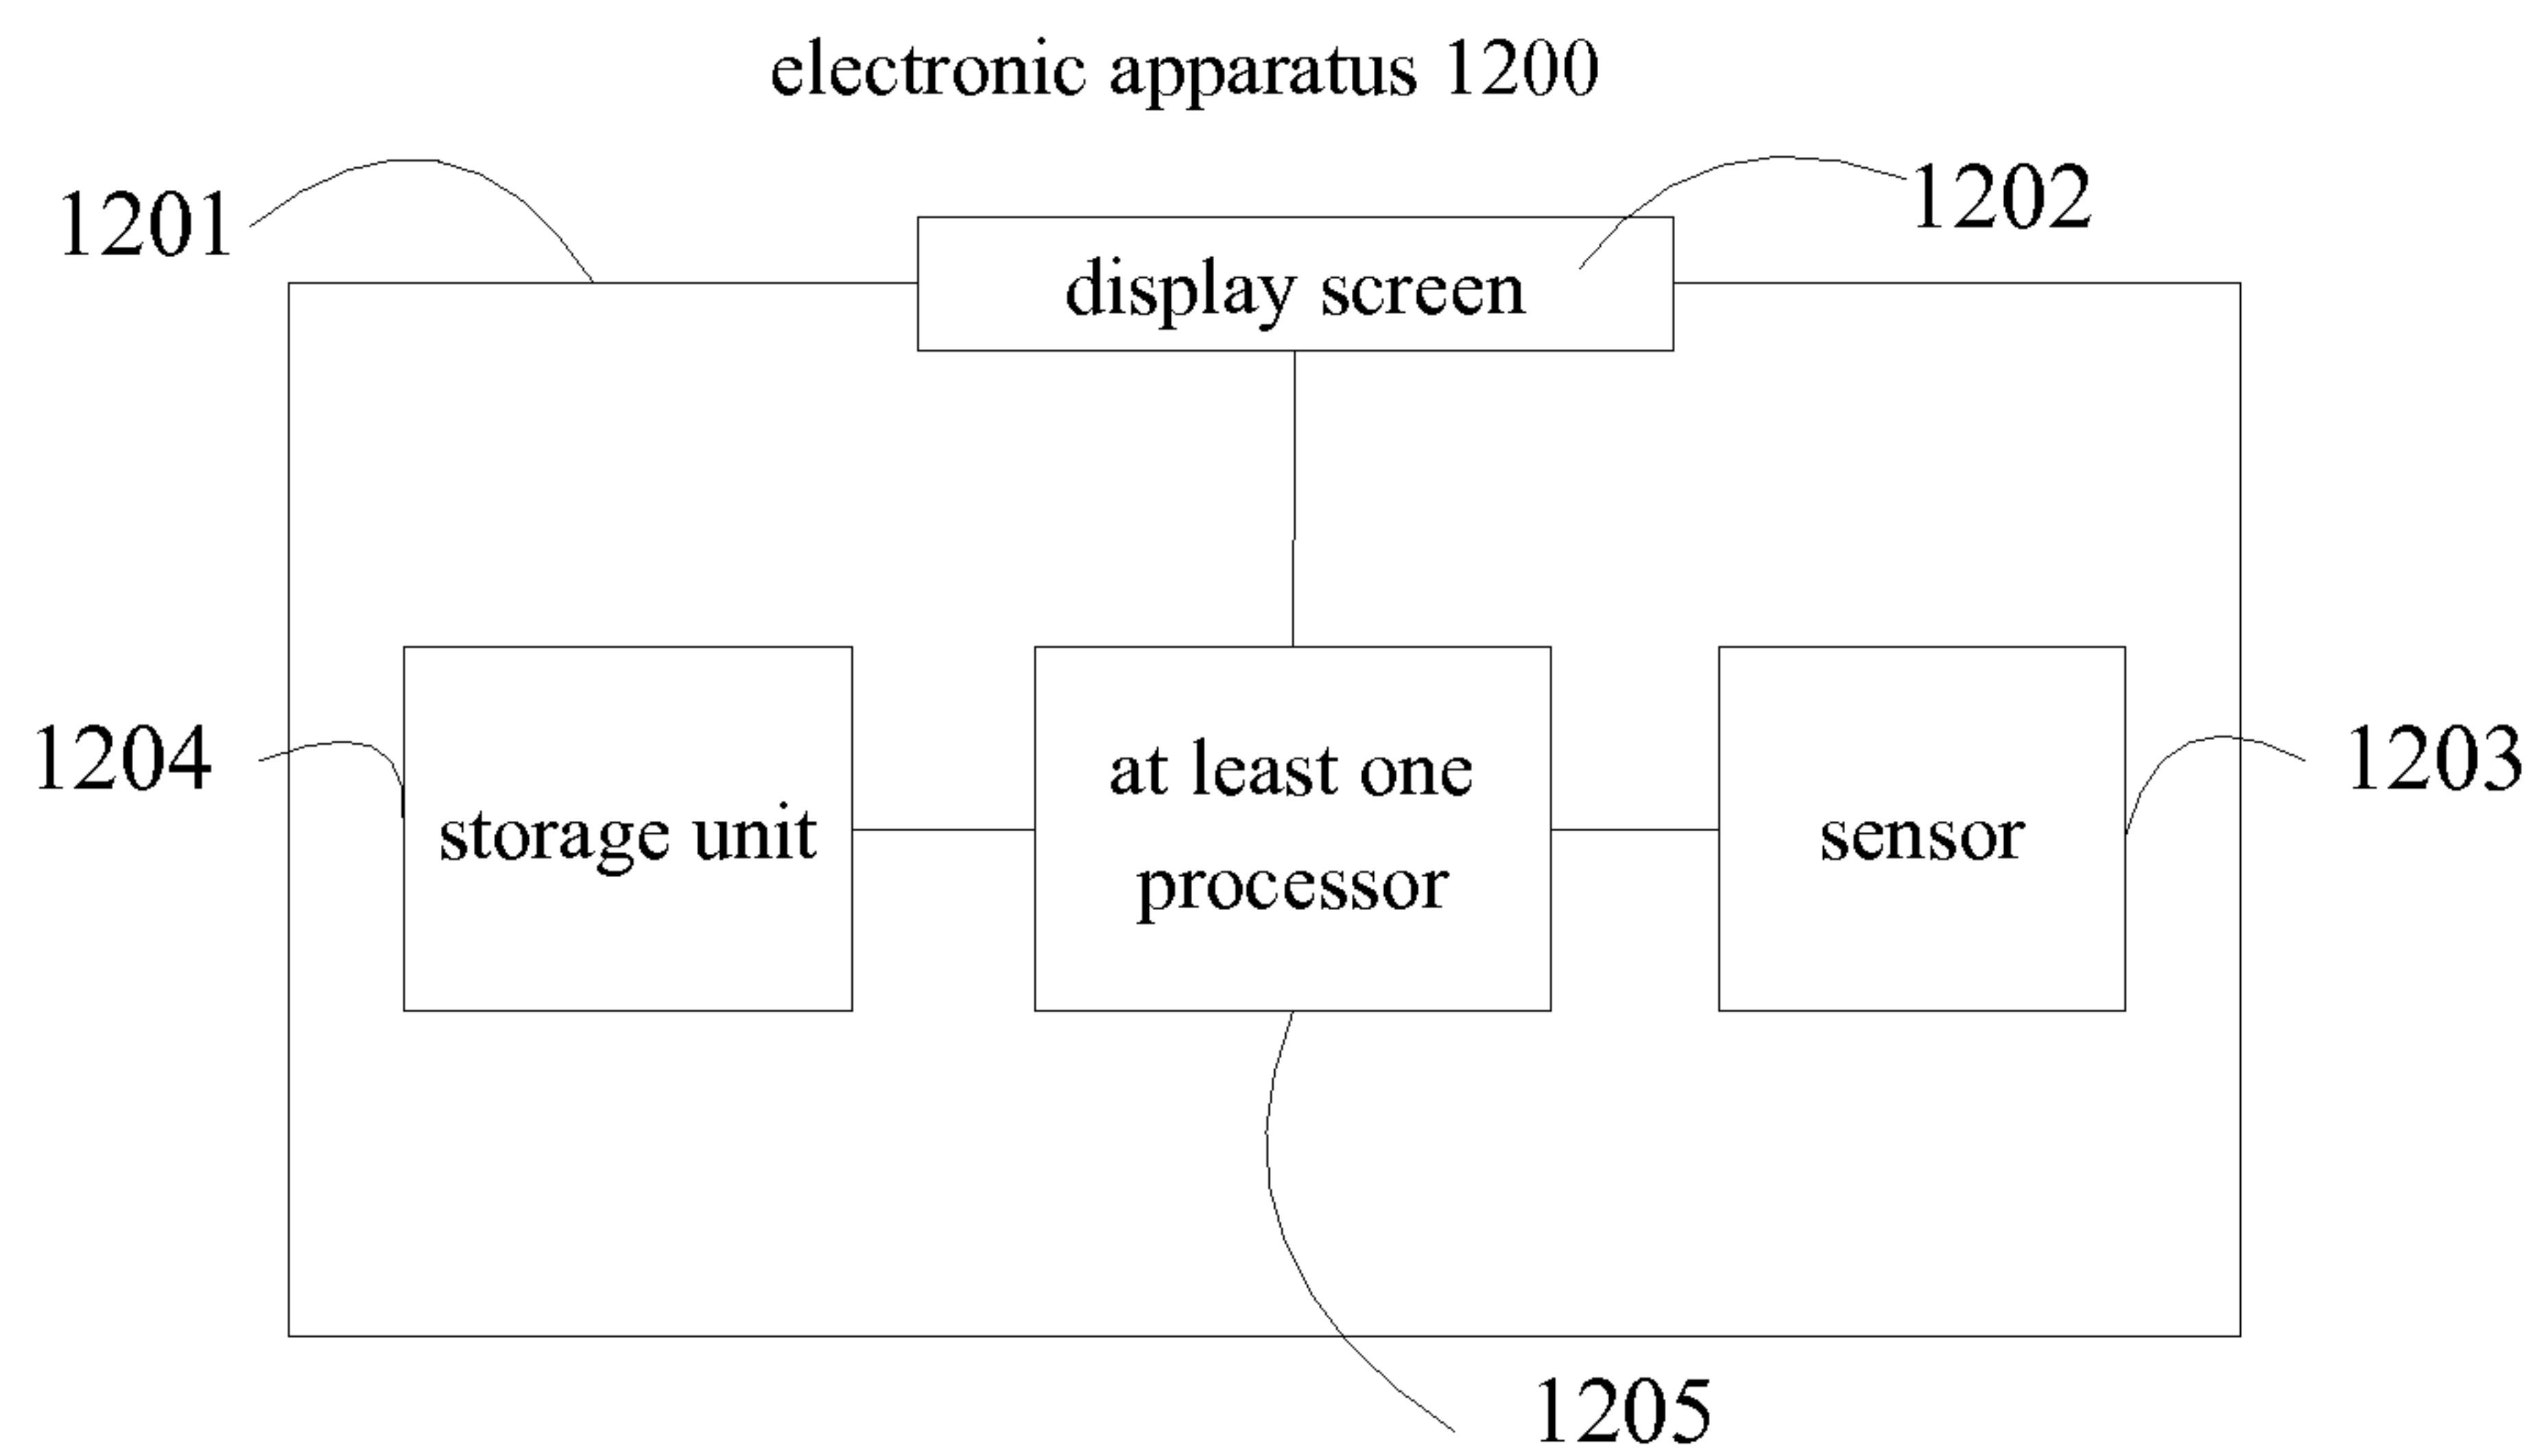 electronic apparatus 1200
1201
1202
display screen
1204
storage unit
at least one
processor
sensor
1203
1205